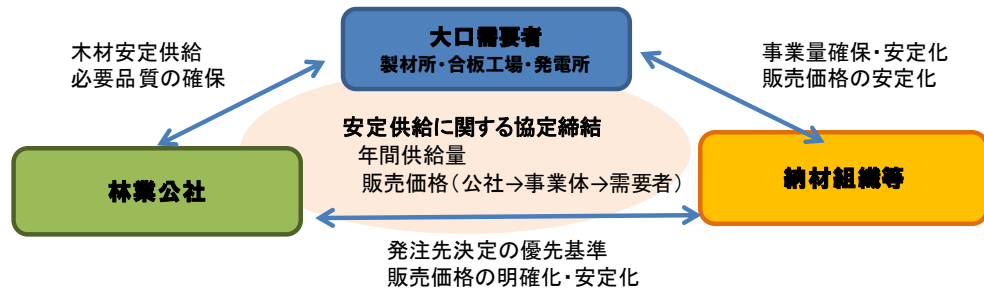 大口需要者
製材所・合板工場・発電所
木材安定供給
必要品質の確保
事業量確保・安定化
販売価格の安定化
安定供給に関する協定締結
年間供給量
販売価格（公社→事業体→需要者）
林業公社
納材組織等
発注先決定の優先基準
販売価格の明確化・安定化